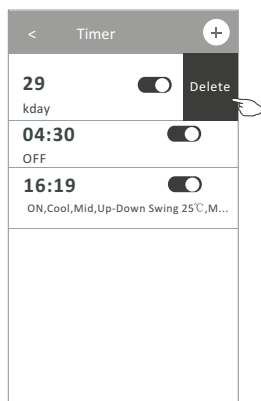 < Timer +
29
Delete
kday
04:30
OFF
16:19
ON,Cool,Mid,Up-Down Swing 25℃,M...